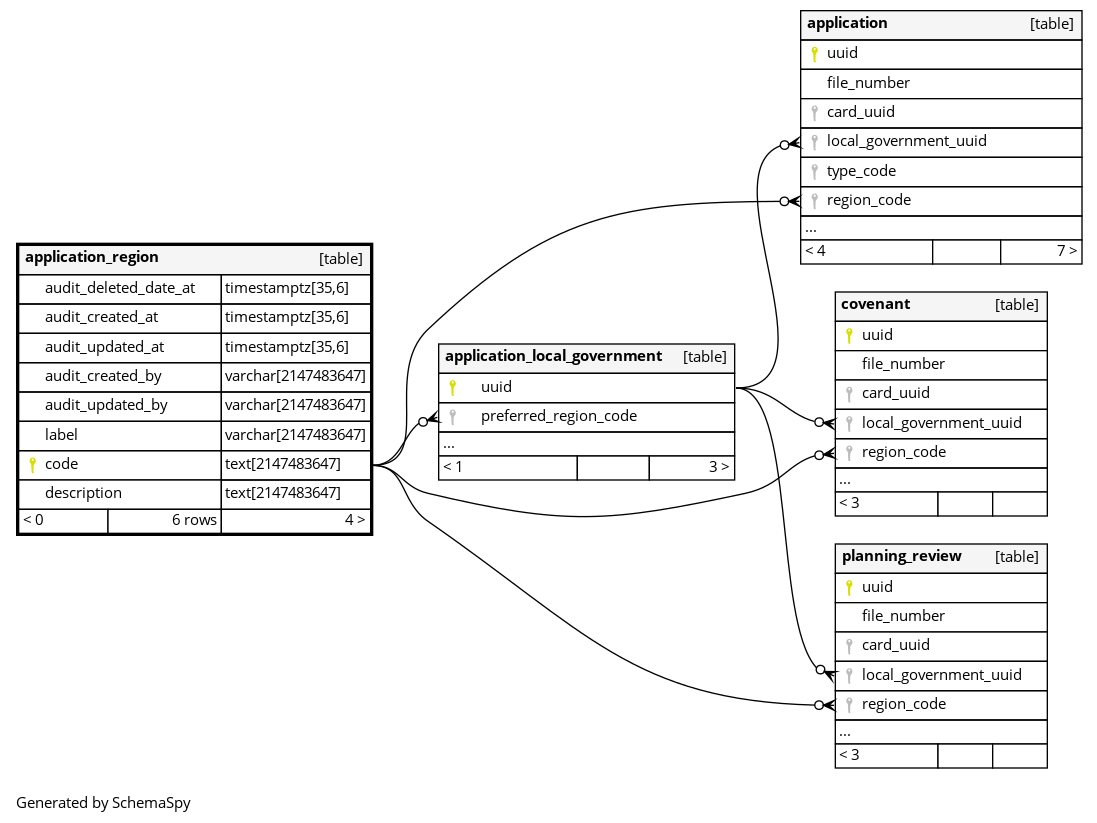 application [table]
uuid
file_number
card_uuid
local_government_uuid
type_code
region_code
...
< 4 7 >
application_region [table]
audit_deleted_date_at timestamptz[35,6]
audit_created_at timestamptz[35,6]
audit_updated_at timestamptz[35,6]
audit_created_by varchar[2147483647]
audit_updated_by varchar[2147483647]
label varchar[2147483647]
code text[2147483647]
description text[2147483647]
< 0 6 rows 4 >
application_local_government [table]
uuid
preferred_region_code
...
< 1 3 >
covenant [table]
uuid
file_number
card_uuid
local_government_uuid
region_code
...
< 3
planning_review [table]
uuid
file_number
card_uuid
local_government_uuid
region_code
...
< 3
Generated by SchemaSpy